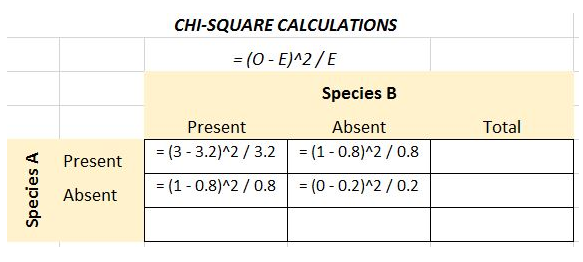 CHI-SQUARE CALCULATIONS
= (O - E)^2 / E
Species B
Present Absent Total
Species A
Present = (3 - 3.2)^2 / 3.2 = (1 - 0.8)^2 / 0.8
Absent = (1 - 0.8)^2 / 0.8 = (0 - 0.2)^2 / 0.2